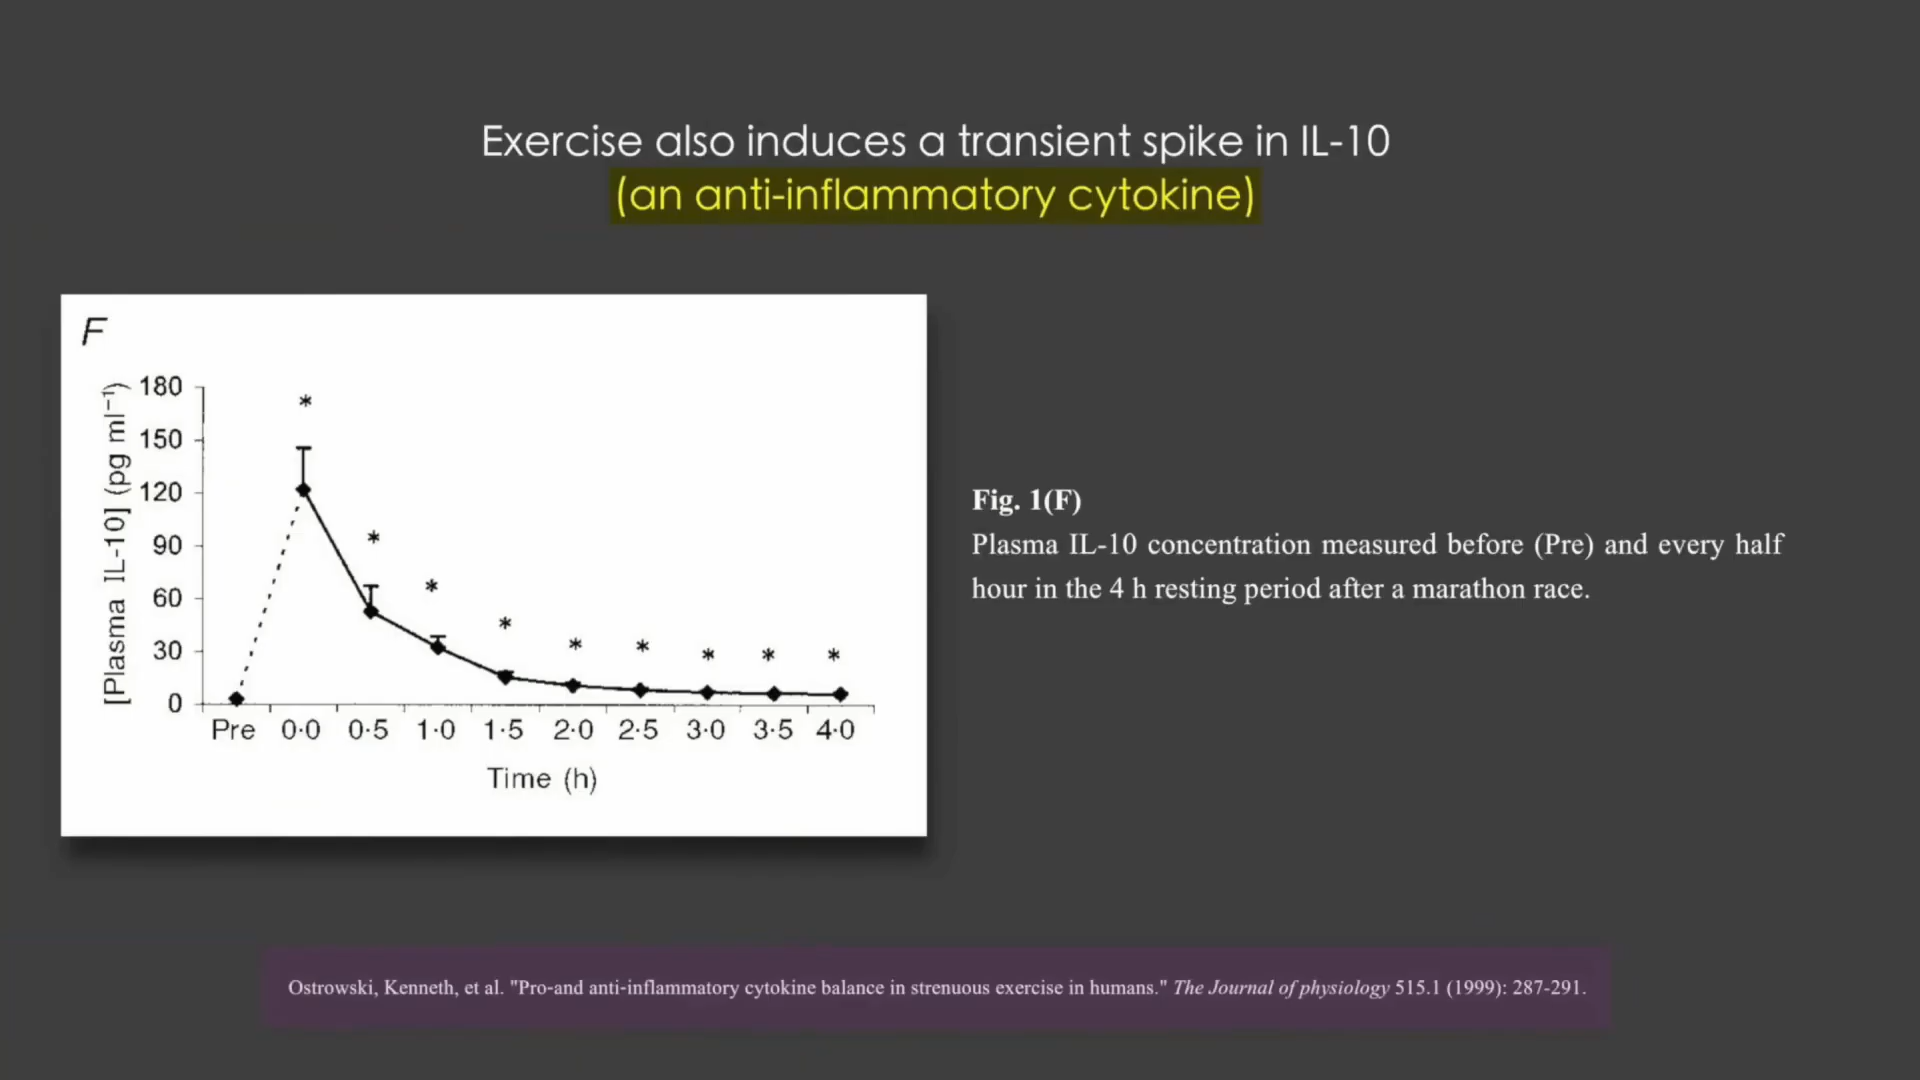 Exercise also induces a transient spike in IL-10
(an anti-inflammatory cytokine)
F
[Plasma IL-10] (pg ml⁻¹)
180
150
120
90
60
30
0
* * * * * * * * *
Pre 0·0 0·5 1·0 1·5 2·0 2·5 3·0 3·5 4·0
Time (h)
Fig. 1(F)
Plasma IL-10 concentration measured before (Pre) and every half
hour in the 4 h resting period after a marathon race.
Ostrowski, Kenneth, et al. "Pro-and anti-inflammatory cytokine balance in strenuous exercise in humans." The Journal of physiology 515.1 (1999): 287-291.